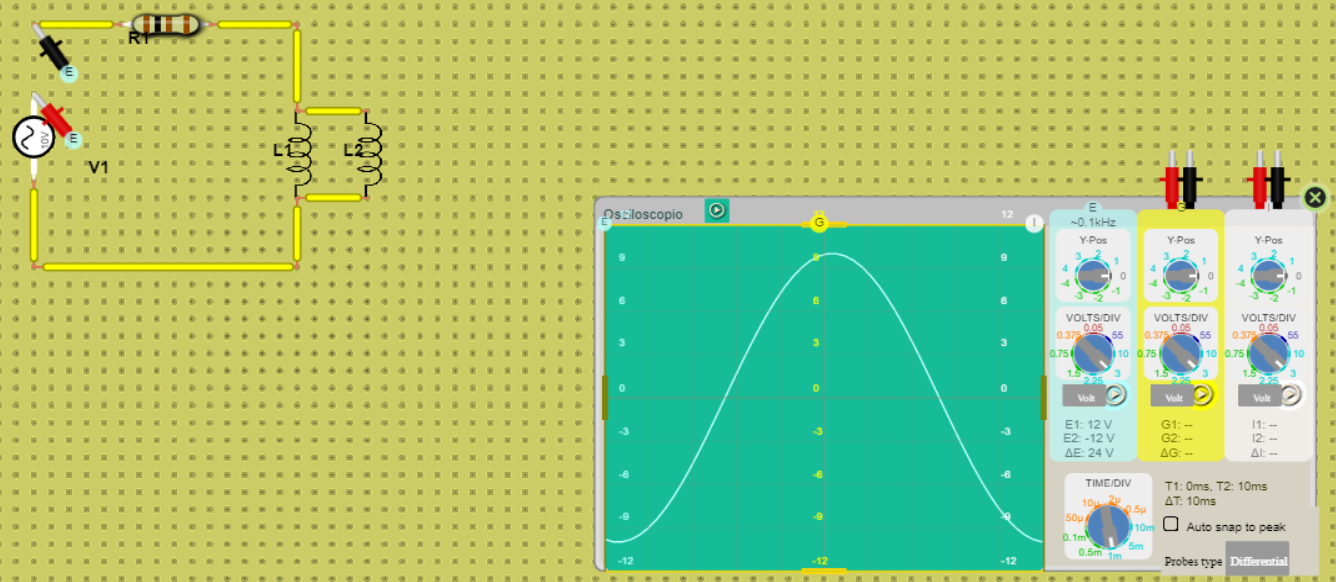 R1
E
E
10V
V1
L1
L2
Osciloscopio
E
12
G
12
I
9
9
9
6
6
6
3
3
3
0
0
0
-3
-3
-3
-6
-6
-6
-9
-9
-9
-12
-12
-12
E
G
I
~0.1kHz
Y-Pos
Y-Pos
Y-Pos
4 3 2 1 0 -1 -2 -3 -4
4 3 2 1 0 -1 -2 -3 -4
4 3 2 1 0 -1 -2 -3 -4
VOLTS/DIV
VOLTS/DIV
VOLTS/DIV
0.05 55 10 3 2.25 1.5 0.75 0.375
0.05 55 10 3 2.25 1.5 0.75 0.375
0.05 55 10 3 2.25 1.5 0.75 0.375
Volt
Volt
Volt
E1: 12 V
E2: -12 V
ΔE: 24 V
G1: --
G2: --
ΔG: --
I1: --
I2: --
ΔI: --
TIME/DIV
10µ 2µ 0.5µ 10m 5m 1m 0.5m 0.1m 50µ
T1: 0ms, T2: 10ms
ΔT: 10ms
Auto snap to peak
Probes type Differential